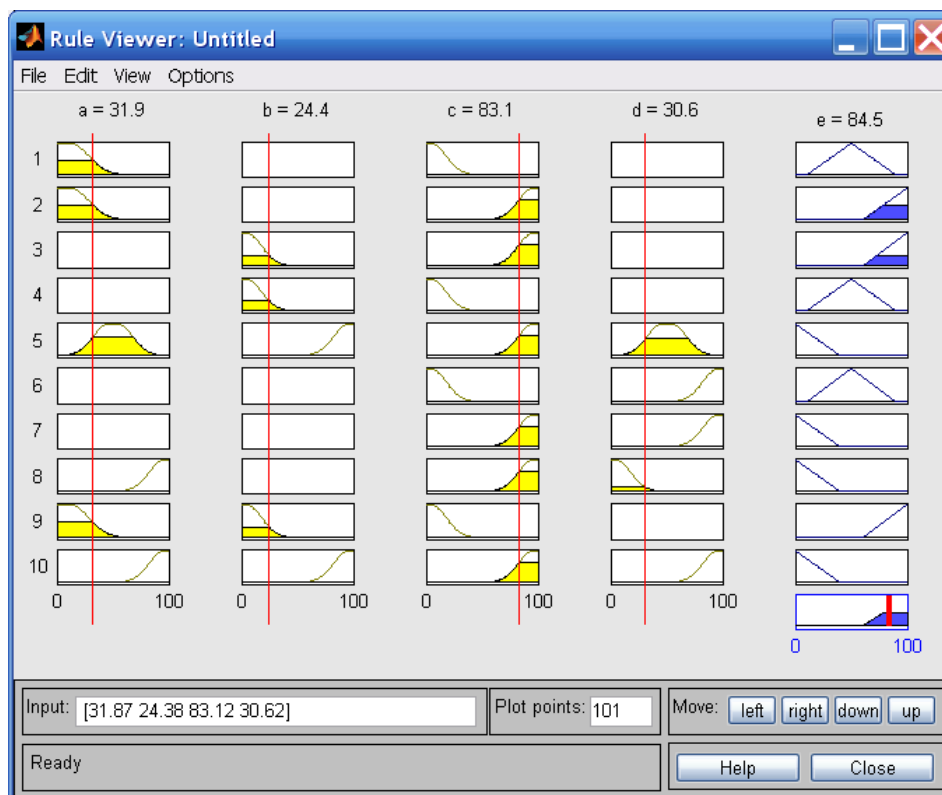 Rule Viewer: Untitled
File Edit View Options
a = 31.9 b = 24.4 c = 83.1 d = 30.6 e = 84.5
1
2
3
4
5
6
7
8
9
10
0 100 0 100 0 100 0 100
0 100
Input: [31.87 24.38 83.12 30.62] Plot points: 101 Move: left right down up
Ready Help Close